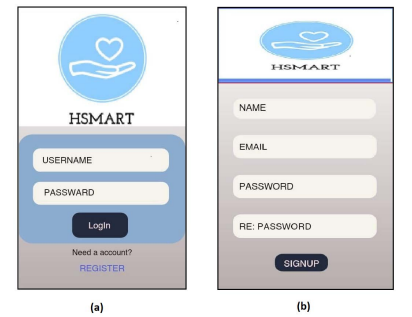 HSMART
USERNAME
PASSWARD
LogIn
Need a account?
REGISTER
(a)
HSMART
NAME
EMAIL
PASSWORD
RE: PASSWORD
SIGNUP
(b)